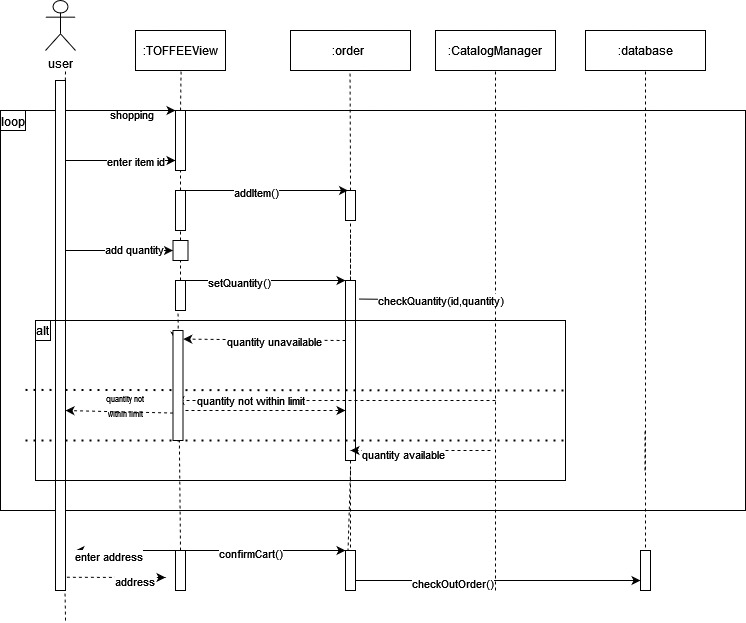 user
:TOFFEEView
:order
:CatalogManager
:database
loop
shopping
enter item id
addItem()
add quantity
setQuantity()
checkQuantity(id,quantity)
alt
quantity unavailable
quantity not
within limit
quantity not within limit
quantity available
enter address
confirmCart()
address
checkOutOrder()